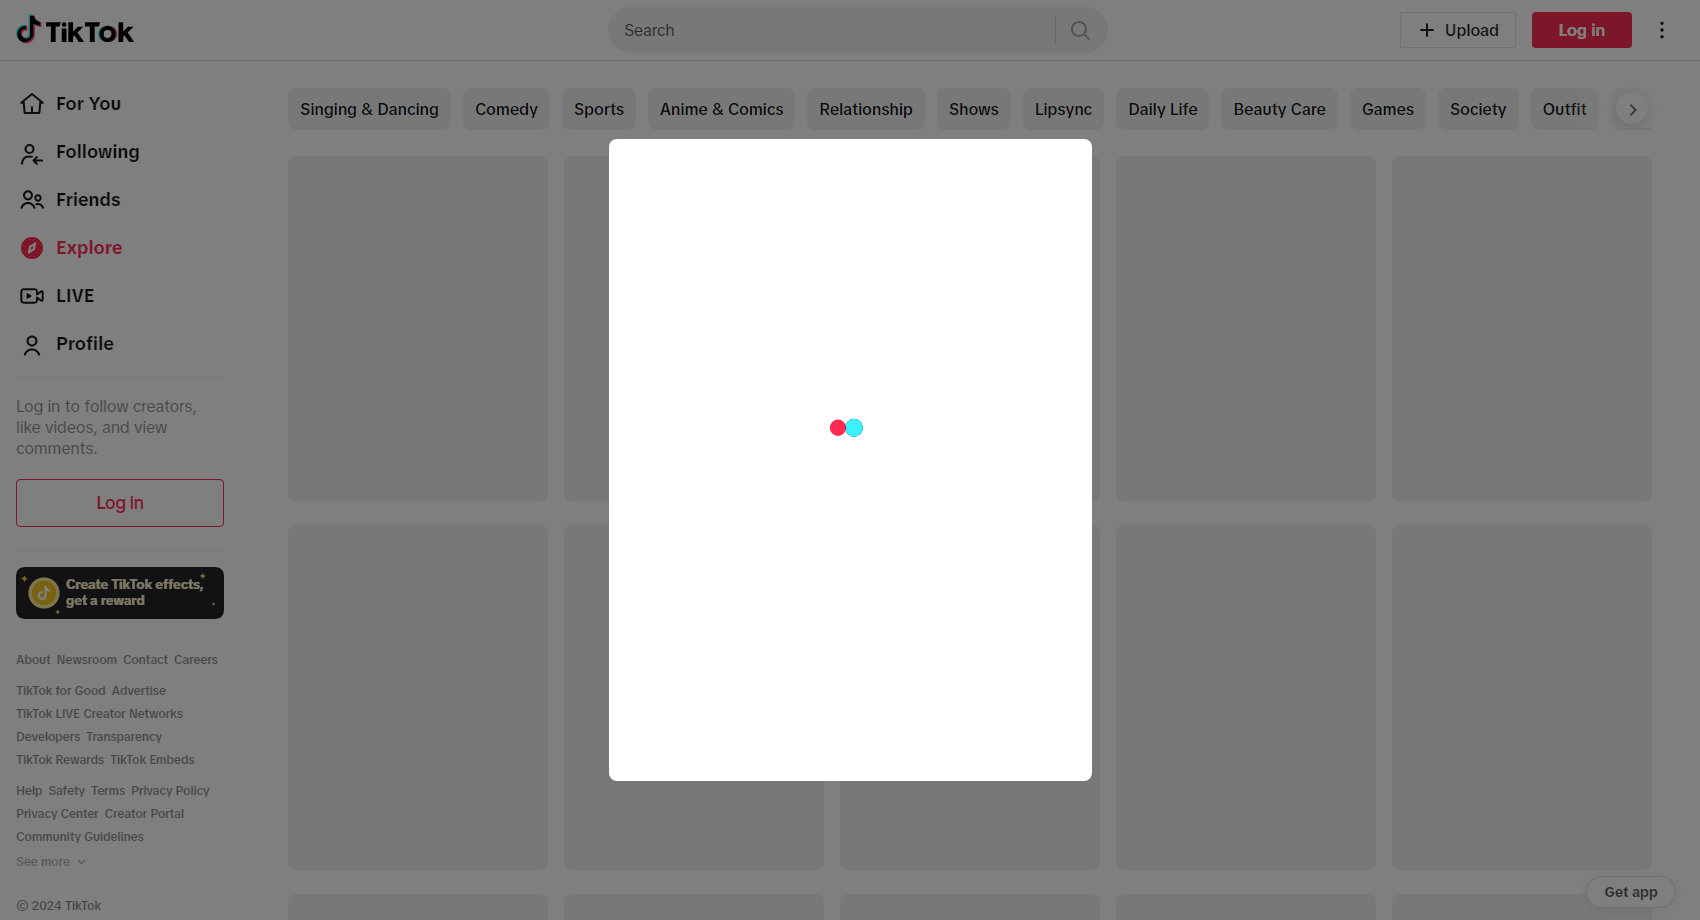 TikTok
Search
Upload
Log in
For You
Following
Friends
Explore
LIVE
Profile
Log in to follow creators,
like videos, and view
comments.
Log in
Create TikTok effects,
get a reward
About Newsroom Contact Careers
TikTok for Good Advertise
TikTok LIVE Creator Networks
Developers Transparency
TikTok Rewards TikTok Embeds
Help Safety Terms Privacy Policy
Privacy Center Creator Portal
Community Guidelines
See more
© 2024 TikTok
Singing & Dancing Comedy Sports Anime & Comics Relationship Shows Lipsync Daily Life Beauty Care Games Society Outfit
Get app